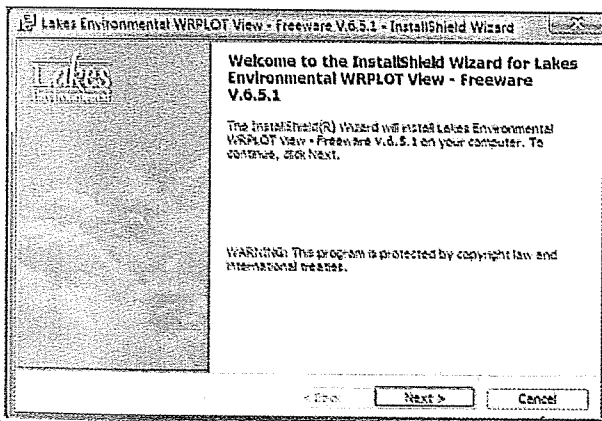 Lakes Environmental WRPLOT View - Freeware V.6.5.1 - InstallShield Wizard
Lakes
Environmental
Welcome to the InstallShield Wizard for Lakes
Environmental WRPLOT View - Freeware
V.6.5.1
The InstallShield(R) Wizard will install Lakes Environmental
WRPLOT View - Freeware V.6.5.1 on your computer. To
continue, click Next.
WARNING: This program is protected by copyright law and
international treaties.
< Back
Next >
Cancel